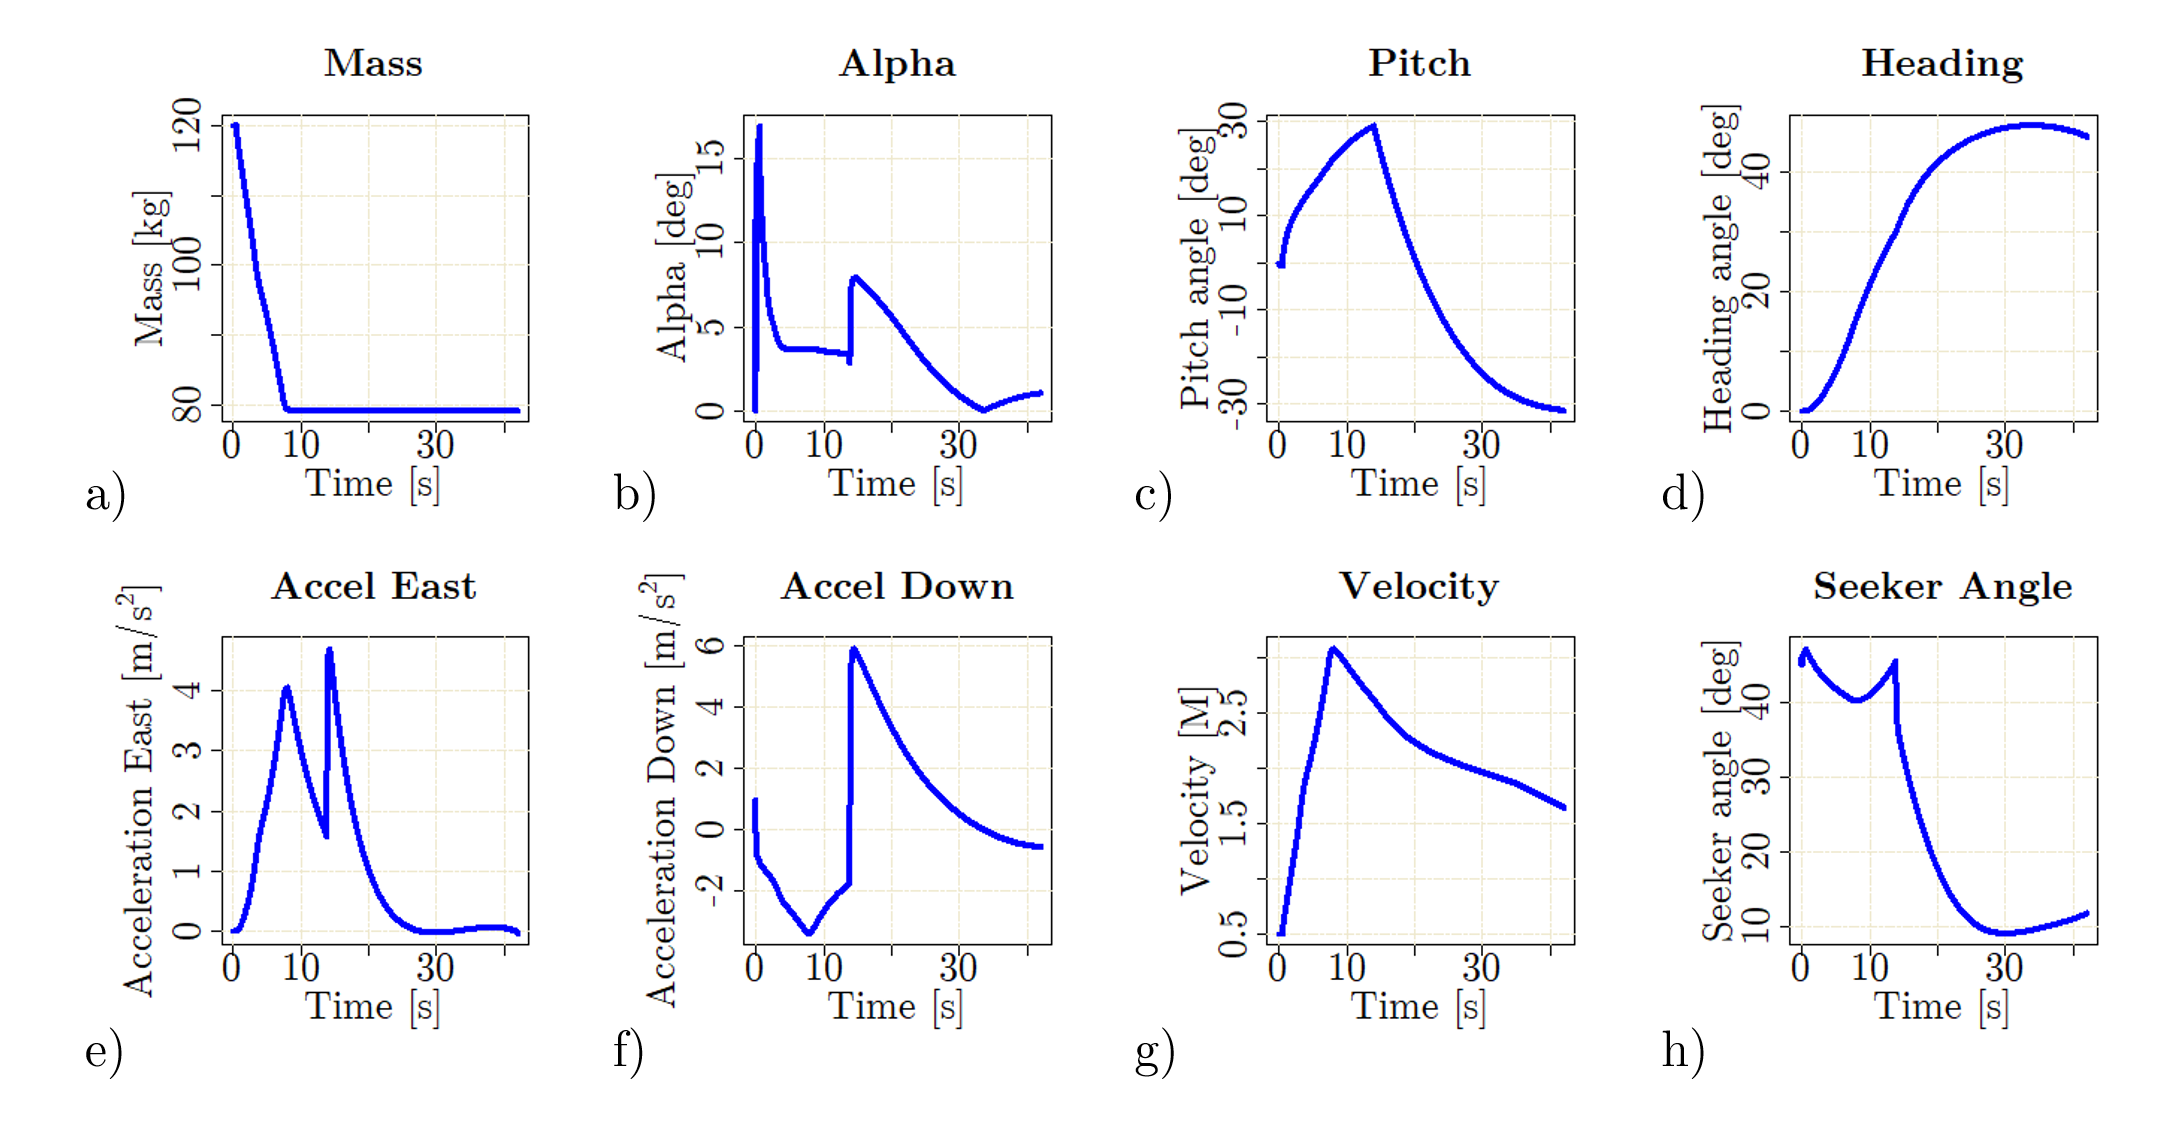 Mass
Mass [kg]
120
100
80
0 10 30
Time [s]
a)
Alpha
Alpha [deg]
15
10
5
0
0 10 30
Time [s]
b)
Pitch
Pitch angle [deg]
30
10
-10
-30
0 10 30
Time [s]
c)
Heading
Heading angle [deg]
40
20
0
0 10 30
Time [s]
d)
Accel East
Acceleration East [m/s²]
4
3
2
1
0
0 10 30
Time [s]
e)
Accel Down
Acceleration Down [m/s²]
6
4
2
0
-2
0 10 30
Time [s]
f)
Velocity
Velocity [M]
2.5
1.5
0.5
0 10 30
Time [s]
g)
Seeker Angle
Seeker angle [deg]
40
30
20
10
0 10 30
Time [s]
h)